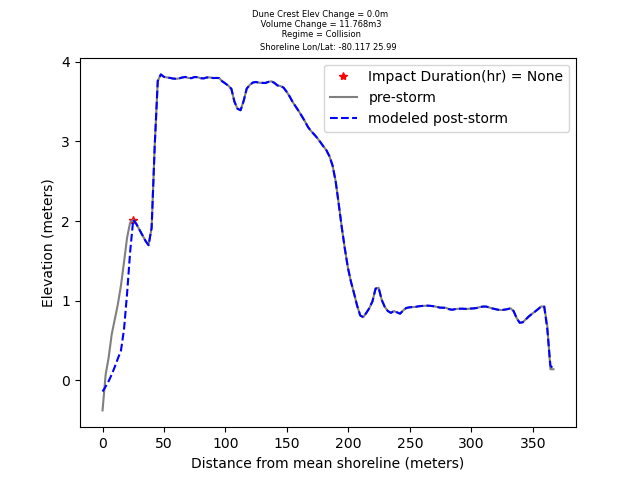 Dune Crest Elev Change = 0.0m
Volume Change = 11.768m3
Regime = Collision
Shoreline Lon/Lat: -80.117 25.99
Impact Duration(hr) = None
pre-storm
modeled post-storm
Elevation (meters)
4
3
2
1
0
0 50 100 150 200 250 300 350
Distance from mean shoreline (meters)